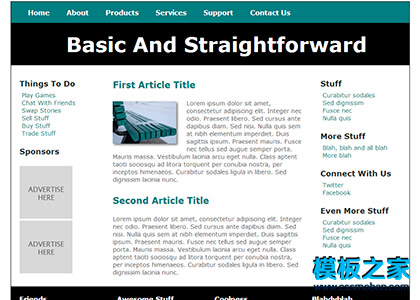 Home About Products Services Support Contact Us
Basic And Straightforward
Things To Do
Play Games
Chat With Friends
Swap Stories
Sell Stuff
Buy Stuff
Trade Stuff
Sponsors
ADVERTISE
HERE
ADVERTISE
HERE
First Article Title
Lorem ipsum dolor sit amet,
consectetur adipiscing elit. Integer
nec odio. Praesent libero. Sed cursus ante
dapibus diam. Sed nisi. Nulla quis sem
at nibh elementum imperdiet. Duis
sagittis ipsum. Praesent mauris. Fusce
nec tellus sed augue semper porta.
Mauris massa. Vestibulum lacinia arcu eget nulla. Class aptent
taciti sociosqu ad litora torquent per conubia nostra, per
inceptos himenaeos. Curabitur sodales ligula in libero. Sed
dignissim lacinia nunc.
Second Article Title
Lorem ipsum dolor sit amet, consectetur adipiscing elit. Integer
nec odio. Praesent libero. Sed cursus ante dapibus diam. Sed
nisi. Nulla quis sem at nibh elementum imperdiet. Duis sagittis
ipsum. Praesent mauris. Fusce nec tellus sed augue semper
porta. Mauris massa. Vestibulum lacinia arcu eget nulla. Class
aptent taciti sociosqu ad litora torquent per conubia nostra, per
inceptos himenaeos. Curabitur sodales ligula in libero. Sed
dignissim lacinia nunc.
Stuff
Curabitur sodales
Sed dignissim
Fusce nec
Nulla quis
More Stuff
Blah, blah and all blah
More blah
Connect With Us
Twitter
Facebook
Even More Stuff
Curabitur sodales
Sed dignissim
Fusce nec
Nulla quis
模板之家
Friends Awesome Stuff Coolness Blahdyblah